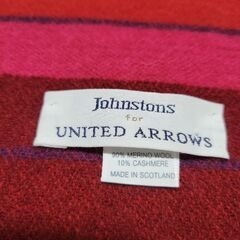 Johnstons
for
UNITED ARROWS
90% MERINO WOOL
10% CASHMERE
MADE IN SCOTLAND